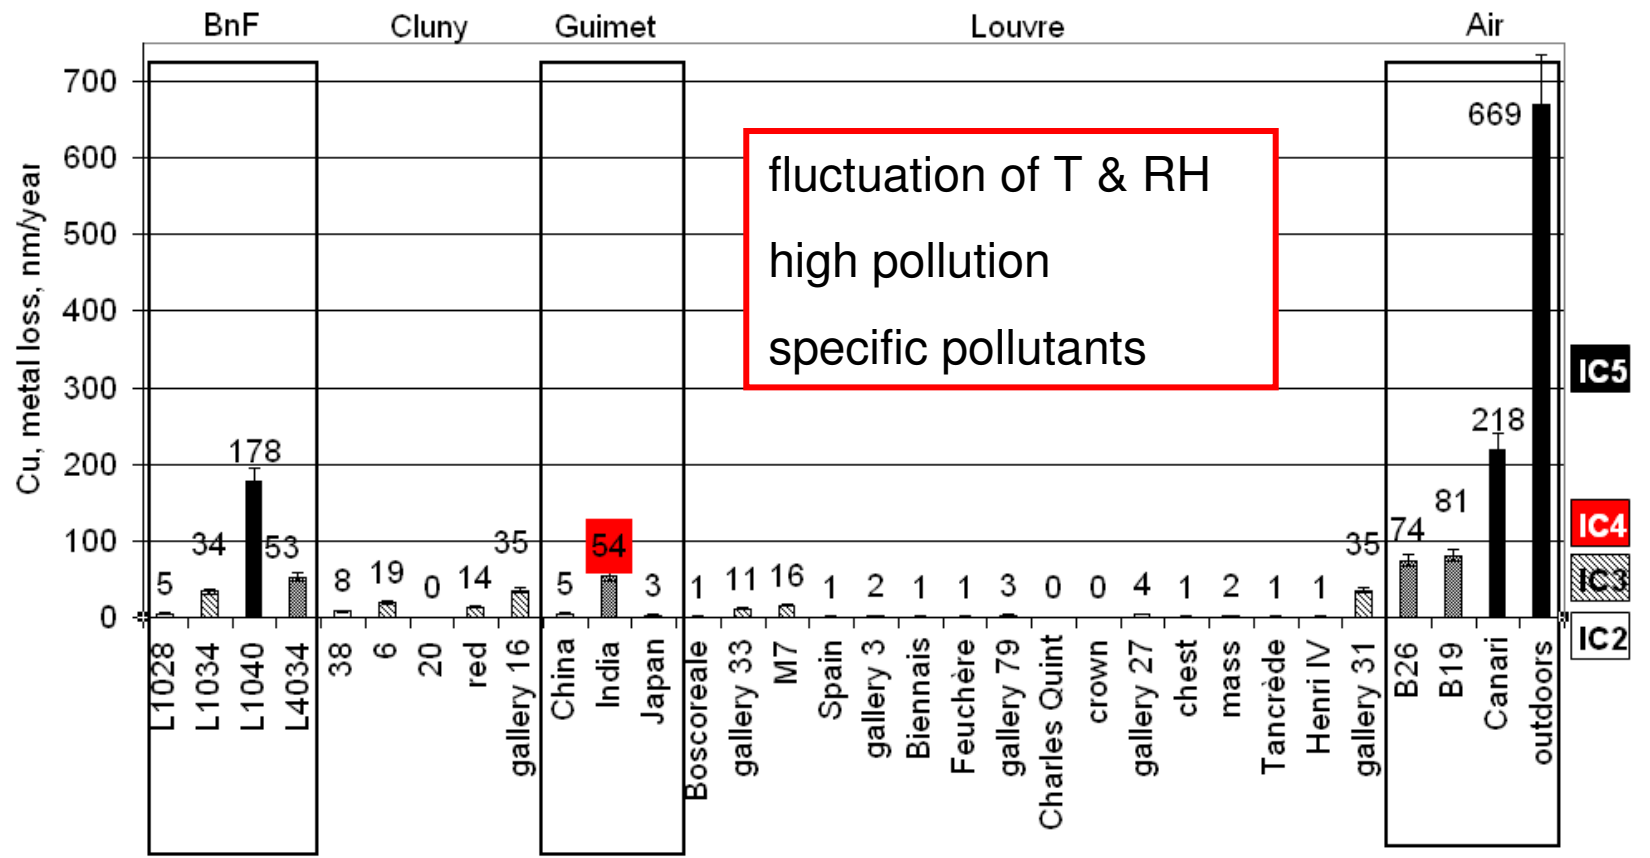 BnF Cluny Guimet Louvre Air
Cu, metal loss, nm/year
700
600
500
400
300
200
100
0
fluctuation of T & RH
high pollution
specific pollutants
5 34 178 53 8 19 0 14 35 5 54 3 1 11 16 1 2 1 1 3 0 0 4 1 2 1 1 35 74 81 218 669
L1028
L1034
L1040
L4034
38
6
20
red
gallery 16
China
India
Japan
Boscoreale
gallery 33
M7
Spain
gallery 3
Biennais
Feuchère
gallery 79
Charles Quint
crown
gallery 27
chest
mass
Tancrède
Henri IV
gallery 31
B26
B19
Canari
outdoors
IC5
IC4
IC3
IC2